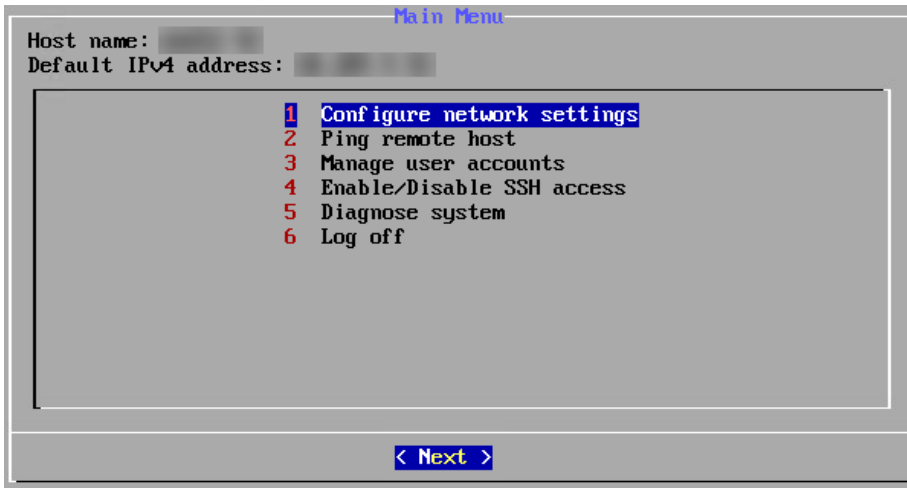 Main Menu
Host name:
Default IPv4 address:
1 Configure network settings
2 Ping remote host
3 Manage user accounts
4 Enable/Disable SSH access
5 Diagnose system
6 Log off
< Next >